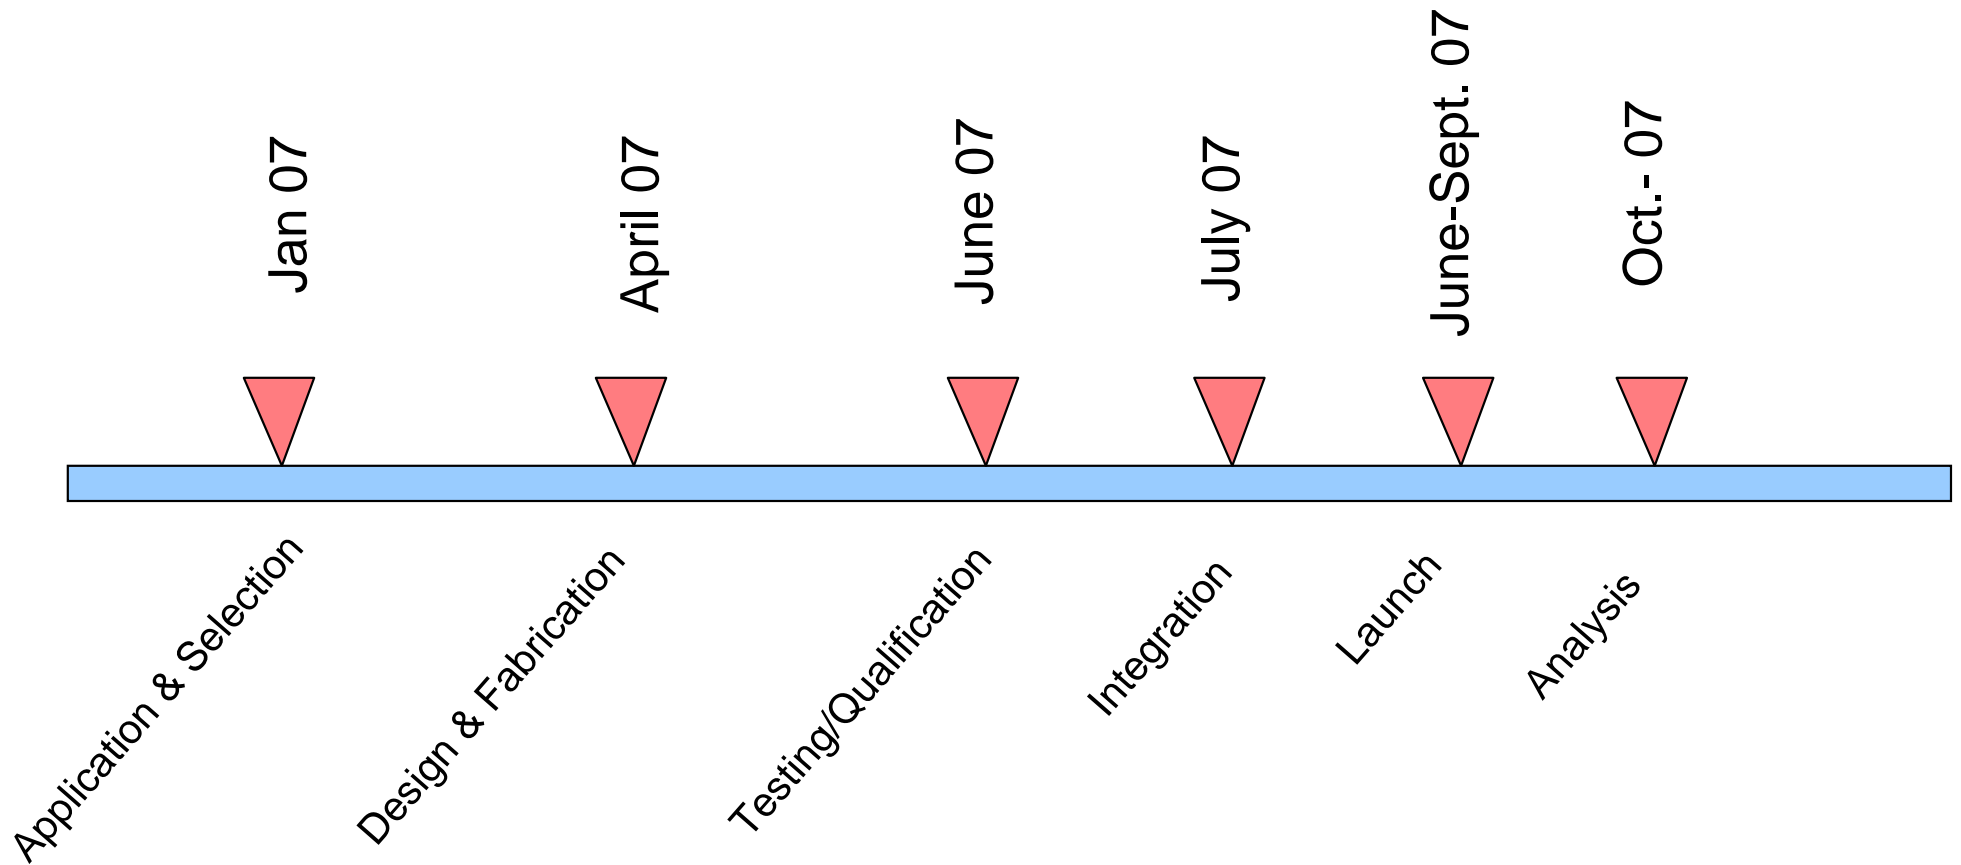 Jan 07
April 07
June 07
July 07
June-Sept. 07
Oct.- 07
Application & Selection
Design & Fabrication
Testing/Qualification
Integration
Launch
Analysis